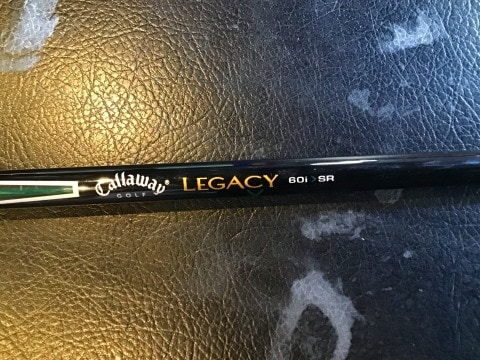 Callaway® LEGACY 60i > SR
GOLF